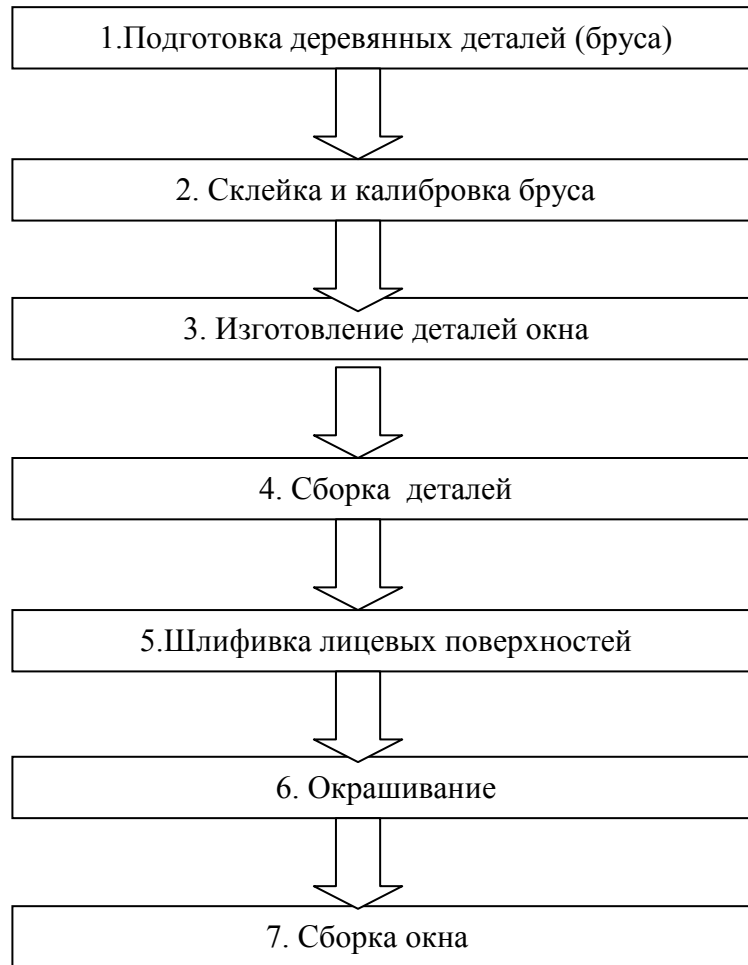 1.Подготовка деревянных деталей (бруса)
2. Склейка и калибровка бруса
3. Изготовление деталей окна
4. Сборка  деталей
5.Шлифивка лицевых поверхностей
6. Окрашивание
7. Сборка окна